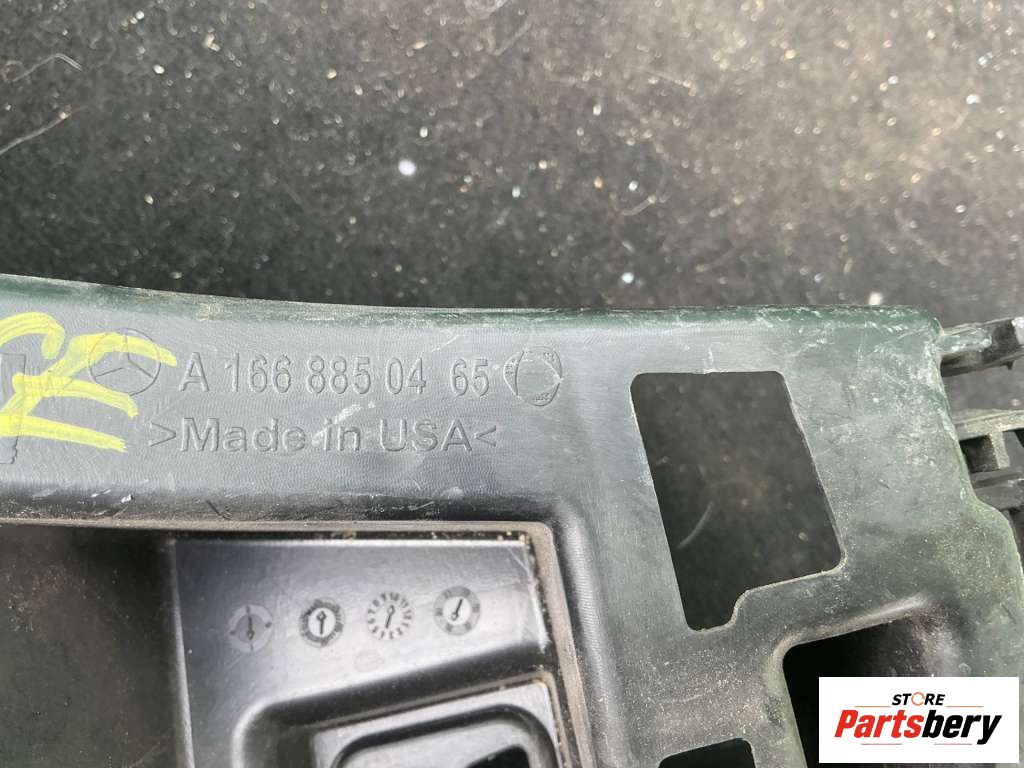 A 166 885 04 65
>Made in USA<
STORE
Partsbery